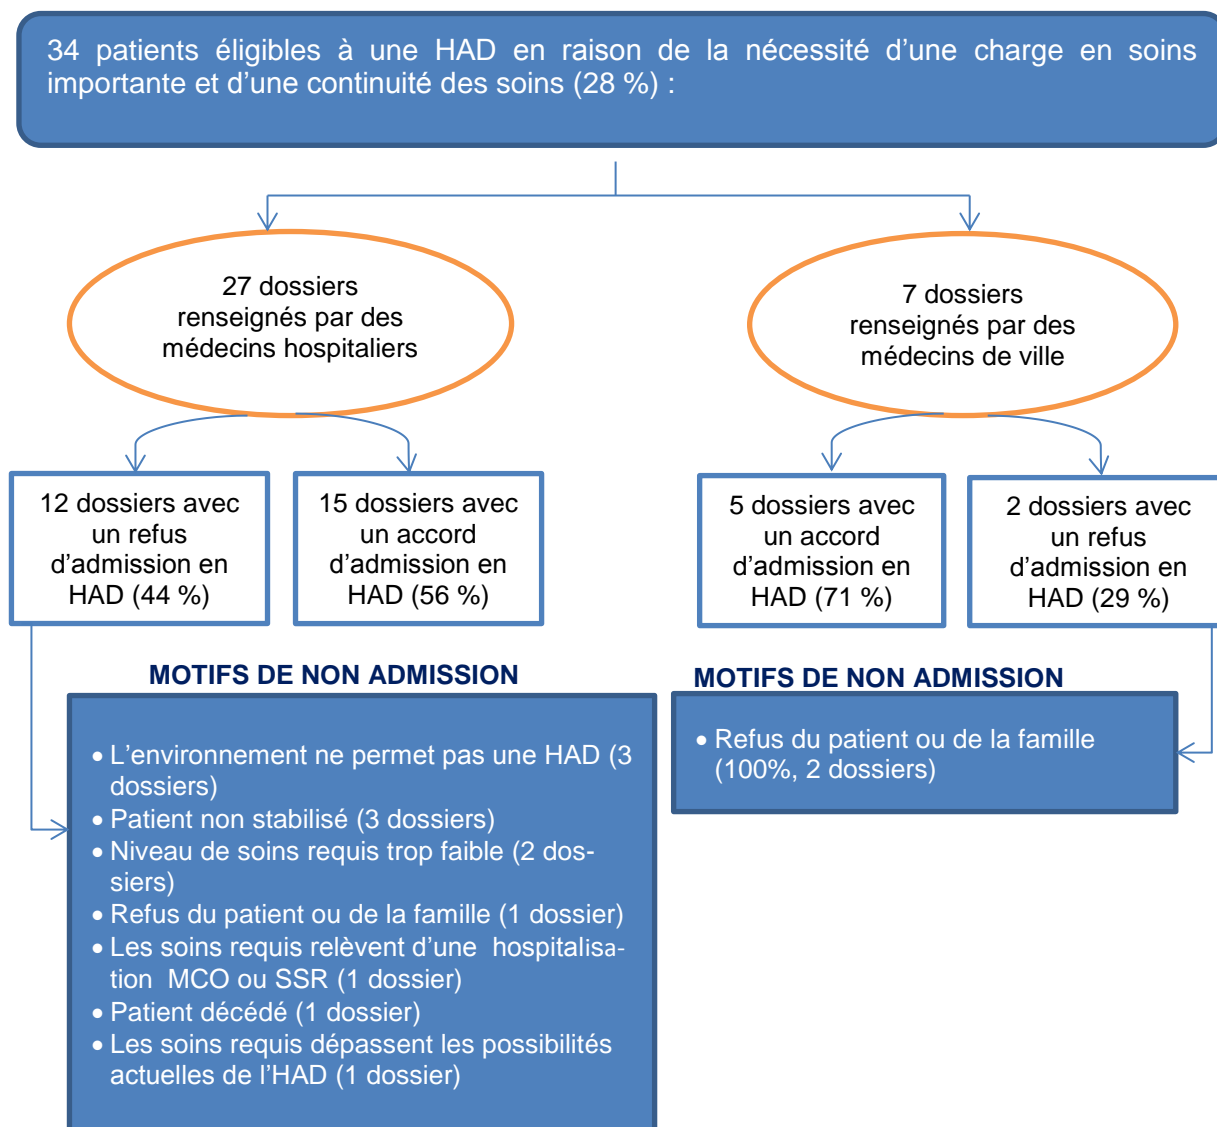 34 patients éligibles à une HAD en raison de la nécessité d’une charge en soins
importante et d’une continuité des soins (28 %) :
27 dossiers
renseignés par des
médecins hospitaliers
7 dossiers
renseignés par des
médecins de ville
12 dossiers avec
un refus
d’admission en
HAD (44 %)
15 dossiers avec
un accord
d’admission en
HAD (56 %)
5 dossiers avec
un accord
d’admission en
HAD (71 %)
2 dossiers avec
un refus
d’admission en
HAD (29 %)
MOTIFS DE NON ADMISSION
• L’environnement ne permet pas une HAD (3
dossiers)
• Patient non stabilisé (3 dossiers)
• Niveau de soins requis trop faible (2 dos-
siers)
• Refus du patient ou de la famille (1 dossier)
• Les soins requis relèvent d’une hospitalisa-
tion MCO ou SSR (1 dossier)
• Patient décédé (1 dossier)
• Les soins requis dépassent les possibilités
actuelles de l’HAD (1 dossier)
MOTIFS DE NON ADMISSION
• Refus du patient ou de la famille
(100%, 2 dossiers)